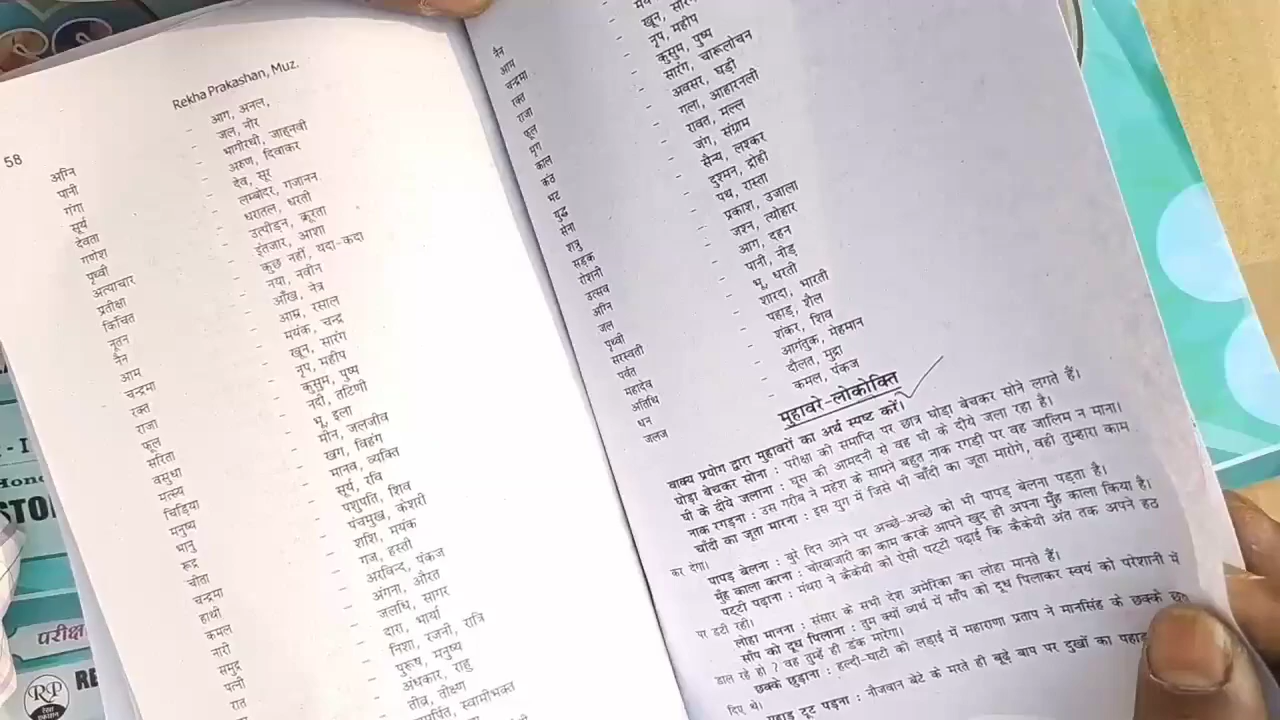 58
Rekha Prakashan, Muz.
अग्नि - आग, अनल,
पानी - जल, नीर
गंगा - भागीरथी, जाह्नवी
सूर्य - अरुण, दिवाकर
देवता - देव, सूर
गणेश - लम्बोदर, गजानन
पृथ्वी - धरातल, धरती
अत्याचार - उत्पीड़न, क्रूरता
प्रतीक्षा - इंतजार, आशा
किंचित - कुछ नहीं, यदा-कदा
नूतन - नया, नवीन
नैन - आँख, नेत्र
आम - आम्र, रसाल
चन्द्रमा - मयंक, चन्द्र
रक्त - खून, सारंग
राजा - नृप, महीप
फूल - कुसुम, पुष्प
सरिता - नदी, तटिणी
वसुधा - भू, इला
मत्स्य - मीन, जलजीव
चिड़िया - खग, विहंग
मनुष्य - मानव, व्यक्ति
भानु - सूर्य, रवि
रूद्र - पशुपति, शिव
चीता - पंचमुख, केशरी
चन्द्रमा - शशि, मयंक
हाथी - गज, हस्ती
कमल - अरविन्द, पंकज
नारी - अंगना, औरत
समुद्र - जलधि, सागर
पत्नी - दारा, भार्या
रात - निशा, रजनी, रात्रि
पुरूष, मनुष्य
अंधकार, राहु
तीव्र, तीक्ष्ण
स्वामीभक्त
नैन
आम
चन्द्रमा - खून,
रक्त - नृप, महीप
राजा - कुसुम, पुष्प
फूल - सारंग, चारूलोचन
मृग - अवसर, घड़ी
काल - गला, आहारनली
कंठ - रावत, मल्ल
भट - जंग, संग्राम
युद्ध - सैन्य, लश्कर
सेना - दुश्मन, द्रोही
शत्रु - पथ, रास्ता
सड़क - प्रकाश, उजाला
रोशनी - जश्न, त्योहार
उत्सव - आग, दहन
अग्नि - पानी, नीड़
जल - भू, धरती
पृथ्वी - शारदा, भारती
सरस्वती - पहाड़, शैल
पर्वत - शंकर, शिव
महादेव - आगंतुक, मेहमान
अतिथि - दौलत, मुद्रा
धन - कमल, पंकज
जलज
मुहावरे-लोकोक्ति
वाक्य प्रयोग द्वारा मुहावरों का अर्थ स्पष्ट करें।
घोड़ा बेचकर सोना : परीक्षा की समाप्ति पर छात्र घोड़ा बेचकर सोने लगते हैं।
घी के दीये जलाना : घूस की आमदनी से वह घी के दीये जला रहा है।
नाक रगड़ना : उस गरीब ने महेश के सामने बहुत नाक रगड़ी पर वह जालिम न माना।
चाँदी का जूता मारना : इस युग में जिसे भी चाँदी का जूता मारोगे, वही तुम्हारा काम
कर देगा।
पापड़ बेलना : बुरे दिन आने पर अच्छे-अच्छे को भी पापड़ बेलना पड़ता है।
मुँह काला करना : चोरबाजारी का काम करके आपने खुद ही अपना मुँह काला किया है।
पट्टी पढ़ाना : मंथरा ने कैकेयी को ऐसी पट्टी पढ़ाई कि कैकेयी अंत तक अपने हठ
पर डटी रही।
लोहा मानना : संसार के सभी देश अमेरिका का लोहा मानते हैं।
साँप को दूध पिलाना : तुम क्यों व्यर्थ में साँप को दूध पिलाकर स्वयं को परेशानी में
डाल रहे हो ? वह तुम्हें ही डंक मारेगा।
छक्के छुड़ाना : हल्दी-घाटी की लड़ाई में महाराणा प्रताप ने मानसिंह के छक्के
दिए थे।
पहाड़ टूट पड़ना : नौजवान बेटे के मरते ही बूढ़े बाप पर दुखों का पहाड़
परीक्षा
RP